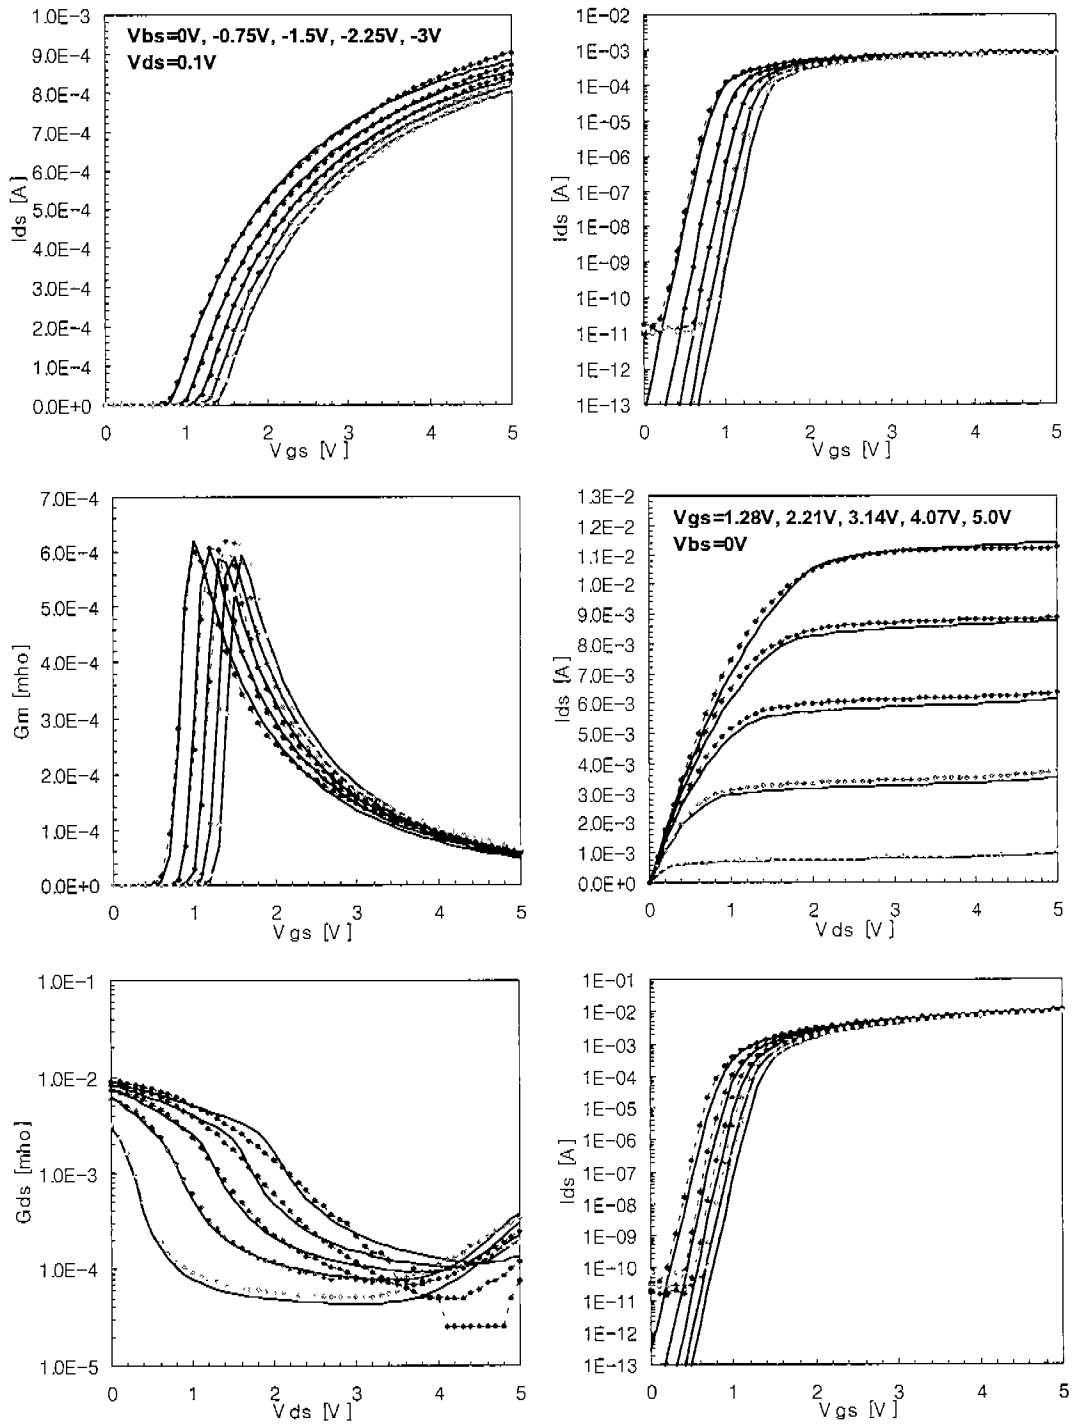 1.0E-3
9.0E-4
8.0E-4
7.0E-4
6.0E-4
5.0E-4
4.0E-4
3.0E-4
2.0E-4
1.0E-4
0.0E+0
Ids [A]
Vbs=0V, -0.75V, -1.5V, -2.25V, -3V
Vds=0.1V
0 1 2 3 4 5
Vgs [V]
1E-02
1E-03
1E-04
1E-05
1E-06
1E-07
1E-08
1E-09
1E-10
1E-11
1E-12
1E-13
Ids [A]
0 1 2 3 4 5
Vgs [V]
7.0E-4
6.0E-4
5.0E-4
4.0E-4
3.0E-4
2.0E-4
1.0E-4
0.0E+0
Gm [mho]
0 1 2 3 4 5
Vgs [V]
1.3E-2
1.2E-2
1.1E-2
1.0E-2
9.0E-3
8.0E-3
7.0E-3
6.0E-3
5.0E-3
4.0E-3
3.0E-3
2.0E-3
1.0E-3
0.0E+0
Ids [A]
Vgs=1.28V, 2.21V, 3.14V, 4.07V, 5.0V
Vbs=0V
0 1 2 3 4 5
Vds [V]
1.0E-1
1.0E-2
1.0E-3
1.0E-4
1.0E-5
Gds [mho]
0 1 2 3 4 5
Vds [V]
1E-01
1E-02
1E-03
1E-04
1E-05
1E-06
1E-07
1E-08
1E-09
1E-10
1E-11
1E-12
1E-13
Ids [A]
0 1 2 3 4 5
Vgs [V]